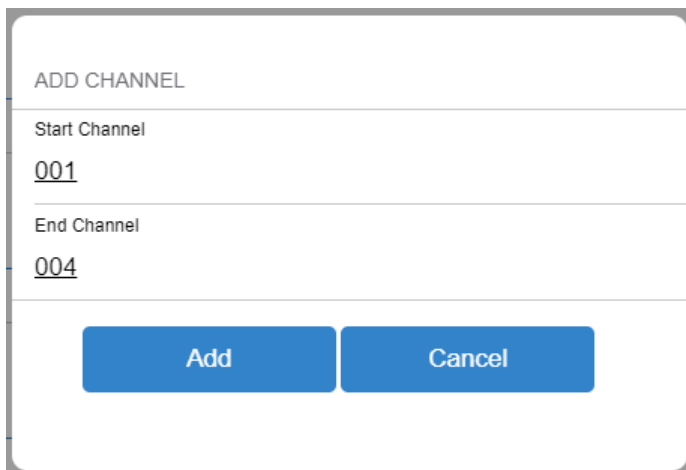 ADD CHANNEL
Start Channel
001
End Channel
004
Add Cancel